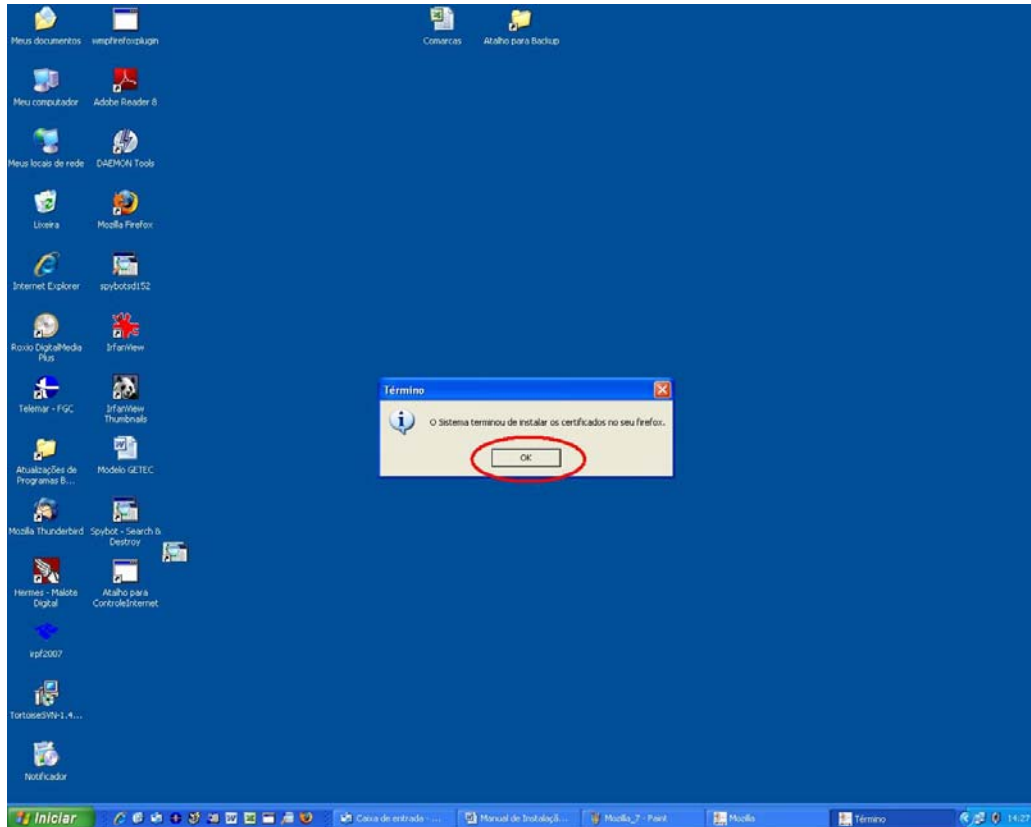 Meus documentos
wmpfirefoxplugin
Comarcas
Atalho para Backup
Meu computador
Adobe Reader 8
Meus locais de rede
DAEMON Tools
Lixeira
Mozilla Firefox
Internet Explorer
spybotsd152
Roxio DigitalMedia
Plus
IrfanView
Telemar - FGC
IrfanView
Thumbnails
Atualizações de
Programas B...
Modelo GETEC
Mozilla Thunderbird
Spybot - Search &
Destroy
Hermes - Malote
Digital
Atalho para
ControleInternet
irpf2007
TortoiseSVN-1.4...
Notificador
Término
O Sistema terminou de instalar os certificados no seu firefox.
OK
Iniciar
Caixa de entrada - ...
Manual de Instalaçã...
Mozilla_7 - Paint
Mozilla
Término
14:27